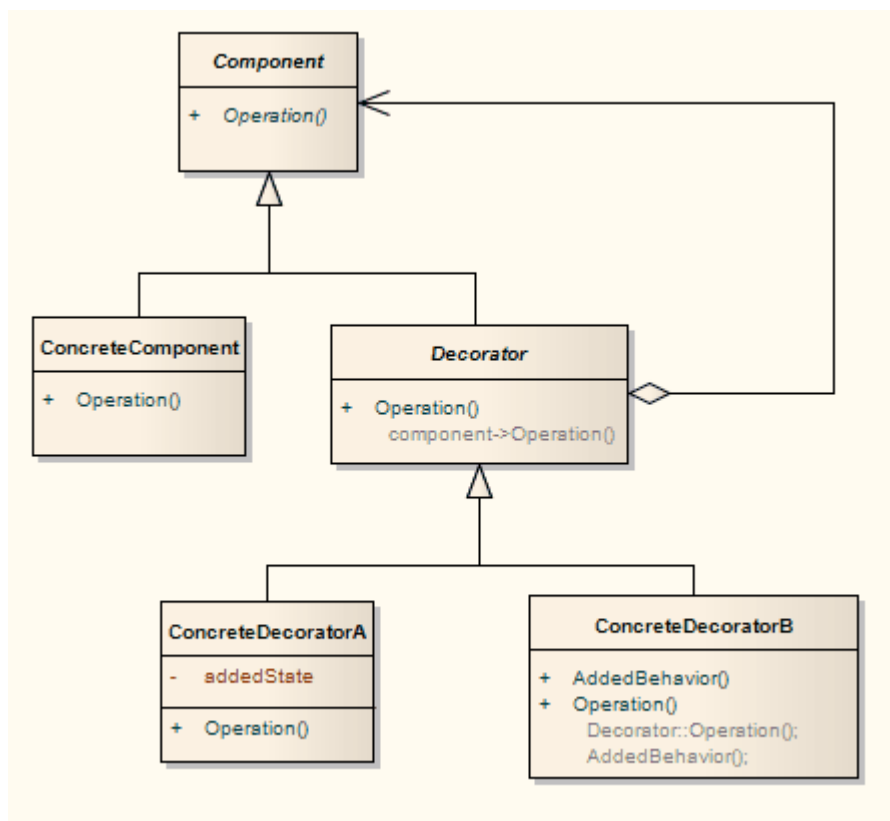 Component
+ Operation()
ConcreteComponent
+ Operation()
Decorator
+ Operation()
component->Operation()
ConcreteDecoratorA
- addedState
+ Operation()
ConcreteDecoratorB
+ AddedBehavior()
+ Operation()
Decorator::Operation();
AddedBehavior();